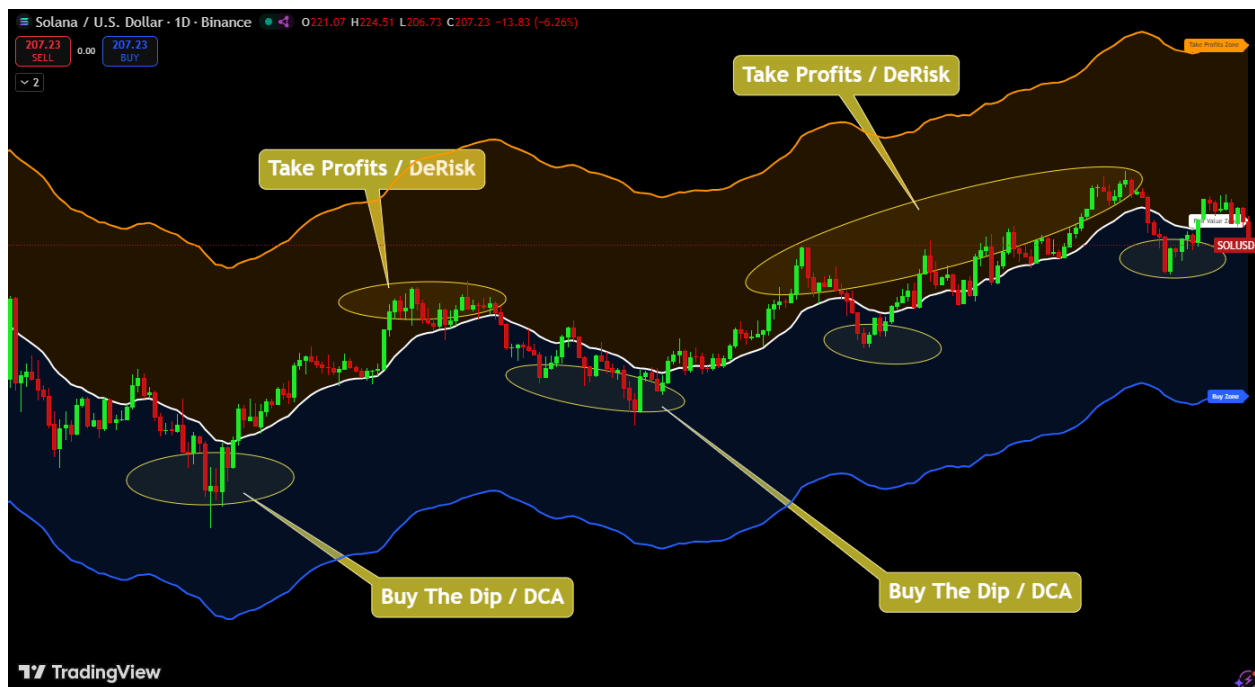 Solana / U.S. Dollar · 1D · Binance O221.07 H224.51 L206.73 C207.23 −13.83 (−6.26%)
207.23 0.00 207.23
SELL BUY
2
Take Profits Zone
Take Profits / DeRisk
Take Profits / DeRisk
Value
SOLUSD
Buy Zone
Buy The Dip / DCA
Buy The Dip / DCA
TradingView